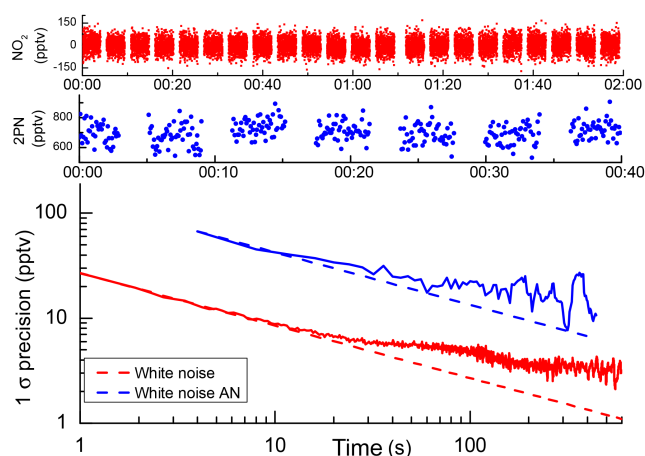 NO2
(pptv)
150
0
-150
00:00 00:20 00:40 01:00 01:20 01:40 02:00
2PN
(pptv)
800
600
00:00 00:10 00:20 00:30 00:40
1 σ precision (pptv)
100
10
1
White noise
White noise AN
1 10 100
Time (s)